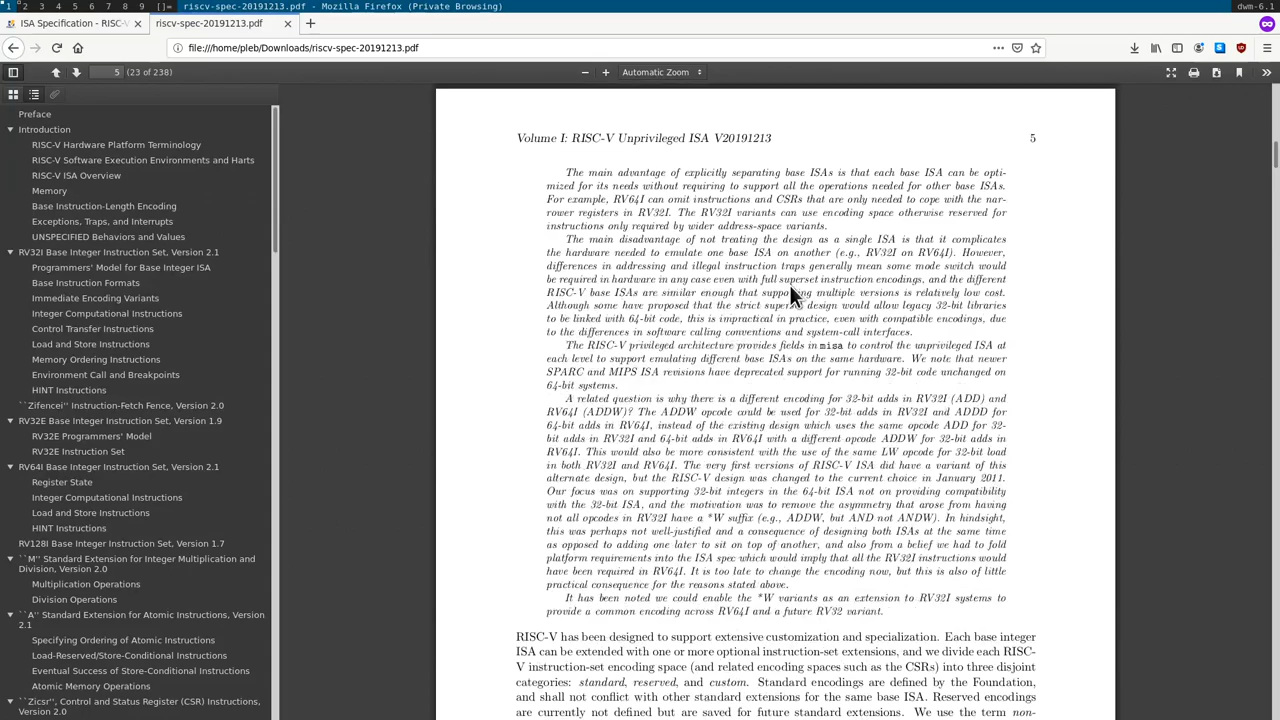 1 2 3 4 5 6 7 8 9 []= riscv-spec-20191213.pdf - Mozilla Firefox (Private Browsing) dwm-6.1
ISA Specification - RISC-V
riscv-spec-20191213.pdf
file:///home/pleb/Downloads/riscv-spec-20191213.pdf
5 (23 of 238)
Automatic Zoom
Preface
Introduction
RISC-V Hardware Platform Terminology
RISC-V Software Execution Environments and Harts
RISC-V ISA Overview
Memory
Base Instruction-Length Encoding
Exceptions, Traps, and Interrupts
UNSPECIFIED Behaviors and Values
RV32I Base Integer Instruction Set, Version 2.1
Programmers' Model for Base Integer ISA
Base Instruction Formats
Immediate Encoding Variants
Integer Computational Instructions
Control Transfer Instructions
Load and Store Instructions
Memory Ordering Instructions
Environment Call and Breakpoints
HINT Instructions
``Zifencei'' Instruction-Fetch Fence, Version 2.0
RV32E Base Integer Instruction Set, Version 1.9
RV32E Programmers' Model
RV32E Instruction Set
RV64I Base Integer Instruction Set, Version 2.1
Register State
Integer Computational Instructions
Load and Store Instructions
HINT Instructions
RV128I Base Integer Instruction Set, Version 1.7
``M'' Standard Extension for Integer Multiplication and
Division, Version 2.0
Multiplication Operations
Division Operations
``A'' Standard Extension for Atomic Instructions, Version
2.1
Specifying Ordering of Atomic Instructions
Load-Reserved/Store-Conditional Instructions
Eventual Success of Store-Conditional Instructions
Atomic Memory Operations
``Zicsr'', Control and Status Register (CSR) Instructions,
Version 2.0
Volume I: RISC-V Unprivileged ISA V20191213 5
The main advantage of explicitly separating base ISAs is that each base ISA can be opti-
mized for its needs without requiring to support all the operations needed for other base ISAs.
For example, RV64I can omit instructions and CSRs that are only needed to cope with the nar-
rower registers in RV32I. The RV32I variants can use encoding space otherwise reserved for
instructions only required by wider address-space variants.
The main disadvantage of not treating the design as a single ISA is that it complicates
the hardware needed to emulate one base ISA on another (e.g., RV32I on RV64I). However,
differences in addressing and illegal instruction traps generally mean some mode switch would
be required in hardware in any case even with full superset instruction encodings, and the different
RISC-V base ISAs are similar enough that supporting multiple versions is relatively low cost.
Although some have proposed that the strict superset design would allow legacy 32-bit libraries
to be linked with 64-bit code, this is impractical in practice, even with compatible encodings, due
to the differences in software calling conventions and system-call interfaces.
The RISC-V privileged architecture provides fields in misa to control the unprivileged ISA at
each level to support emulating different base ISAs on the same hardware. We note that newer
SPARC and MIPS ISA revisions have deprecated support for running 32-bit code unchanged on
64-bit systems.
A related question is why there is a different encoding for 32-bit adds in RV32I (ADD) and
RV64I (ADDW)? The ADDW opcode could be used for 32-bit adds in RV32I and ADDD for
64-bit adds in RV64I, instead of the existing design which uses the same opcode ADD for 32-
bit adds in RV32I and 64-bit adds in RV64I with a different opcode ADDW for 32-bit adds in
RV64I. This would also be more consistent with the use of the same LW opcode for 32-bit load
in both RV32I and RV64I. The very first versions of RISC-V ISA did have a variant of this
alternate design, but the RISC-V design was changed to the current choice in January 2011.
Our focus was on supporting 32-bit integers in the 64-bit ISA not on providing compatibility
with the 32-bit ISA, and the motivation was to remove the asymmetry that arose from having
not all opcodes in RV32I have a *W suffix (e.g., ADDW, but AND not ANDW). In hindsight,
this was perhaps not well-justified and a consequence of designing both ISAs at the same time
as opposed to adding one later to sit on top of another, and also from a belief we had to fold
platform requirements into the ISA spec which would imply that all the RV32I instructions would
have been required in RV64I. It is too late to change the encoding now, but this is also of little
practical consequence for the reasons stated above.
It has been noted we could enable the *W variants as an extension to RV32I systems to
provide a common encoding across RV64I and a future RV32 variant.
RISC-V has been designed to support extensive customization and specialization. Each base integer
ISA can be extended with one or more optional instruction-set extensions, and we divide each RISC-
V instruction-set encoding space (and related encoding spaces such as the CSRs) into three disjoint
categories: standard, reserved, and custom. Standard encodings are defined by the Foundation,
and shall not conflict with other standard extensions for the same base ISA. Reserved encodings
are currently not defined but are saved for future standard extensions. We use the term non-